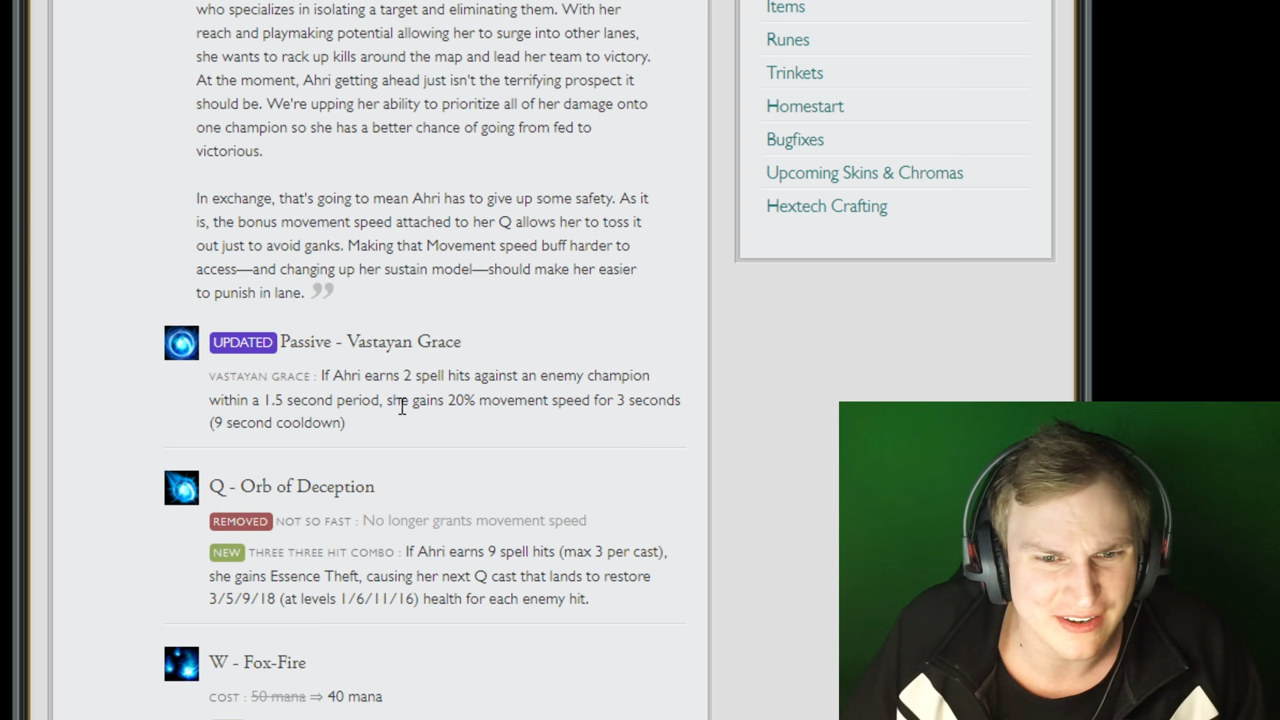 who specializes in isolating a target and eliminating them. With her
reach and playmaking potential allowing her to surge into other lanes,
she wants to rack up kills around the map and lead her team to victory.
At the moment, Ahri getting ahead just isn't the terrifying prospect it
should be. We're upping her ability to prioritize all of her damage onto
one champion so she has a better chance of going from fed to
victorious.
In exchange, that's going to mean Ahri has to give up some safety. As it
is, the bonus movement speed attached to her Q allows her to toss it
out just to avoid ganks. Making that Movement speed buff harder to
access—and changing up her sustain model—should make her easier
to punish in lane. ”
UPDATED Passive - Vastayan Grace
VASTAYAN GRACE : If Ahri earns 2 spell hits against an enemy champion
within a 1.5 second period, she gains 20% movement speed for 3 seconds
(9 second cooldown)
Q - Orb of Deception
REMOVED NOT SO FAST : No longer grants movement speed
NEW THREE THREE HIT COMBO : If Ahri earns 9 spell hits (max 3 per cast),
she gains Essence Theft, causing her next Q cast that lands to restore
3/5/9/18 (at levels 1/6/11/16) health for each enemy hit.
W - Fox-Fire
COST : 50 mana ⇒ 40 mana
Items
Runes
Trinkets
Homestart
Bugfixes
Upcoming Skins & Chromas
Hextech Crafting